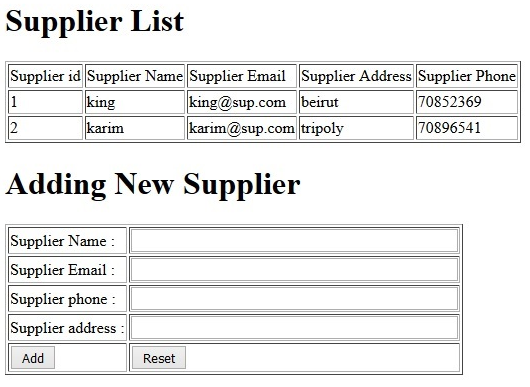 Supplier List
Supplier id Supplier Name Supplier Email Supplier Address Supplier Phone
1 king king@sup.com beirut 70852369
2 karim karim@sup.com tripoly 70896541
Adding New Supplier
Supplier Name :
Supplier Email :
Supplier phone :
Supplier address :
Add Reset